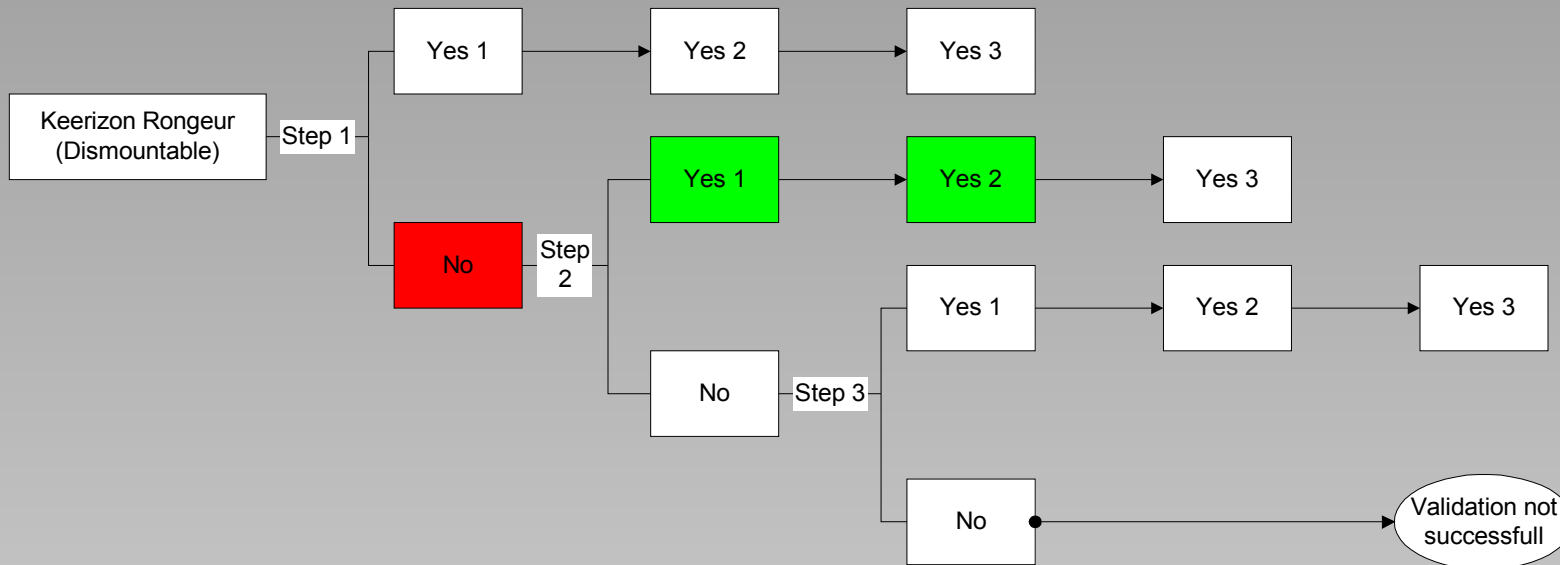 Yes 1
Yes 2
Yes 3
Keerizon Rongeur
(Dismountable)
Step 1
Yes 1
Yes 2
Yes 3
No
Step
2
Yes 1
Yes 2
Yes 3
No
Step 3
No
Validation not
successfull